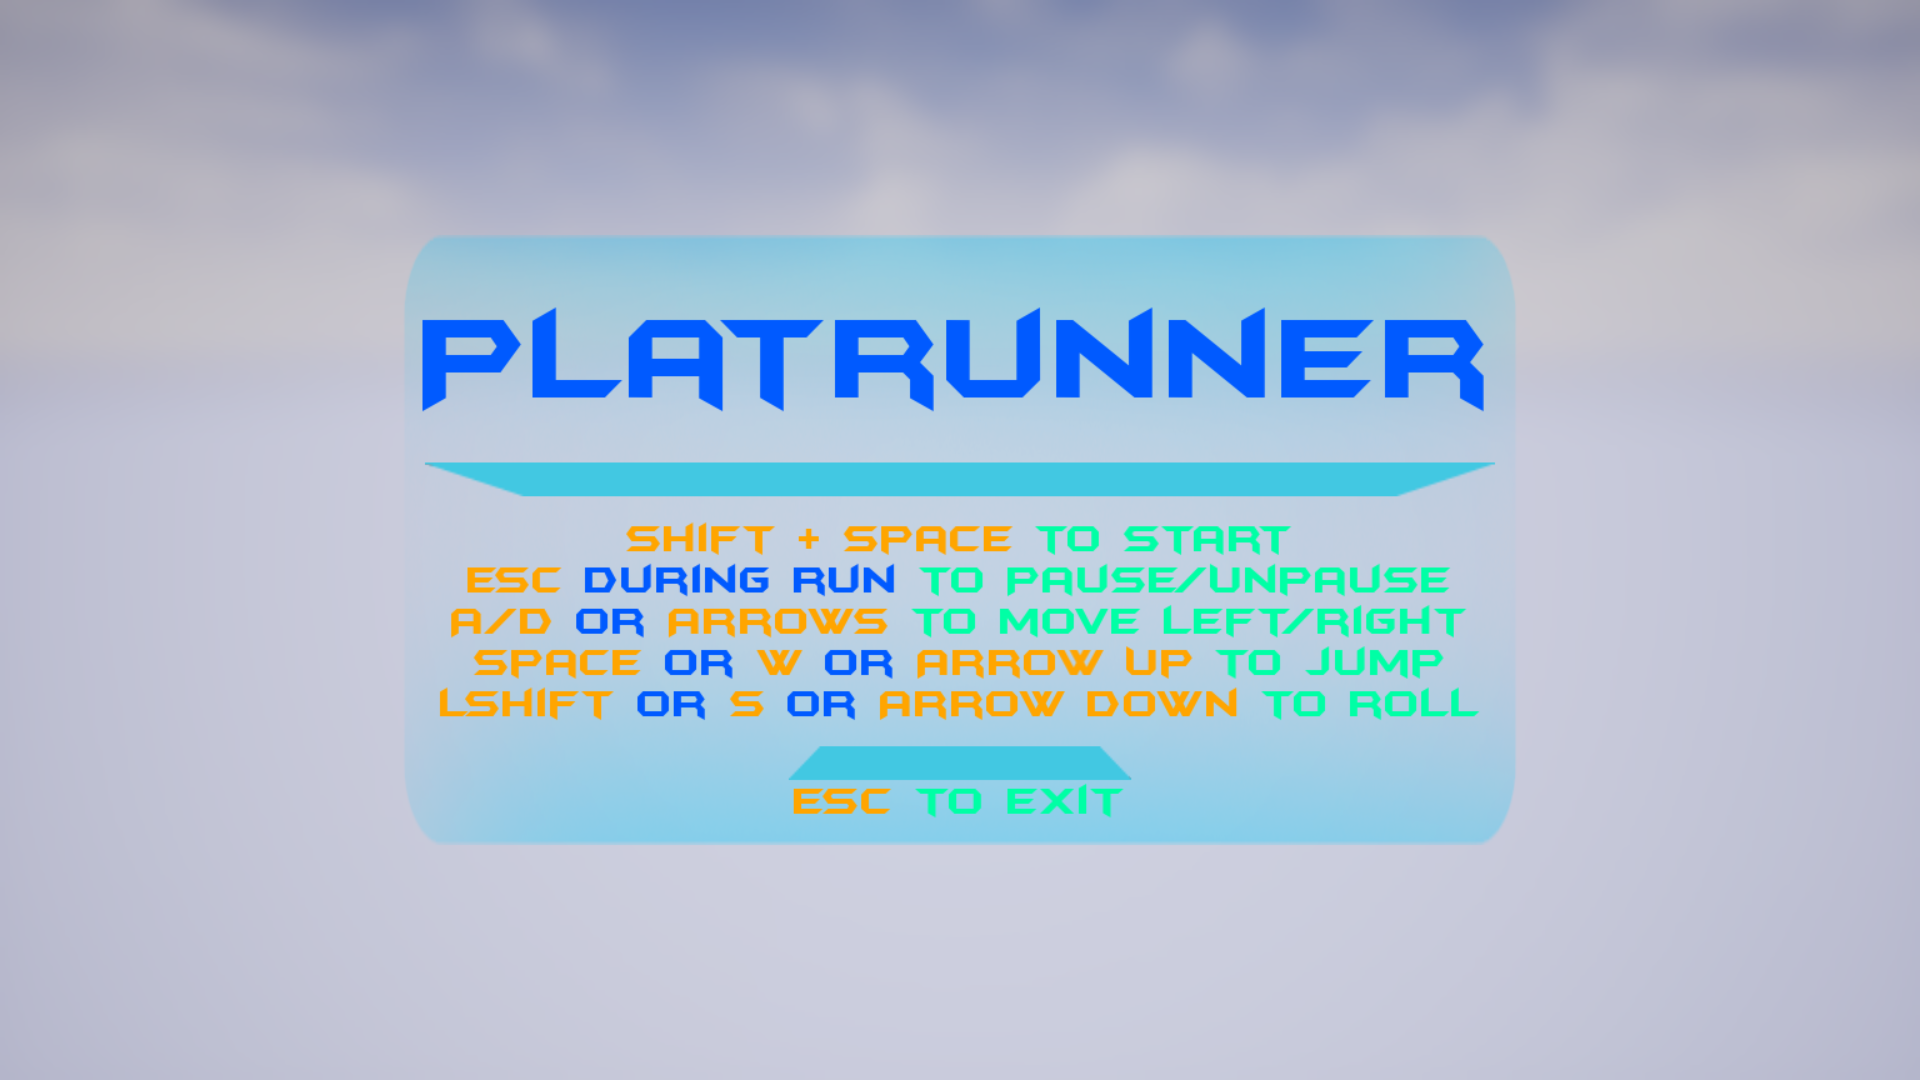 PLATRUNNER
SHIFT + SPACE TO START
ESC DURING RUN TO PAUSE/UNPAUSE
A/D OR ARROWS TO MOVE LEFT/RIGHT
SPACE OR W OR ARROW UP TO JUMP
LSHIFT OR S OR ARROW DOWN TO ROLL
ESC TO EXIT